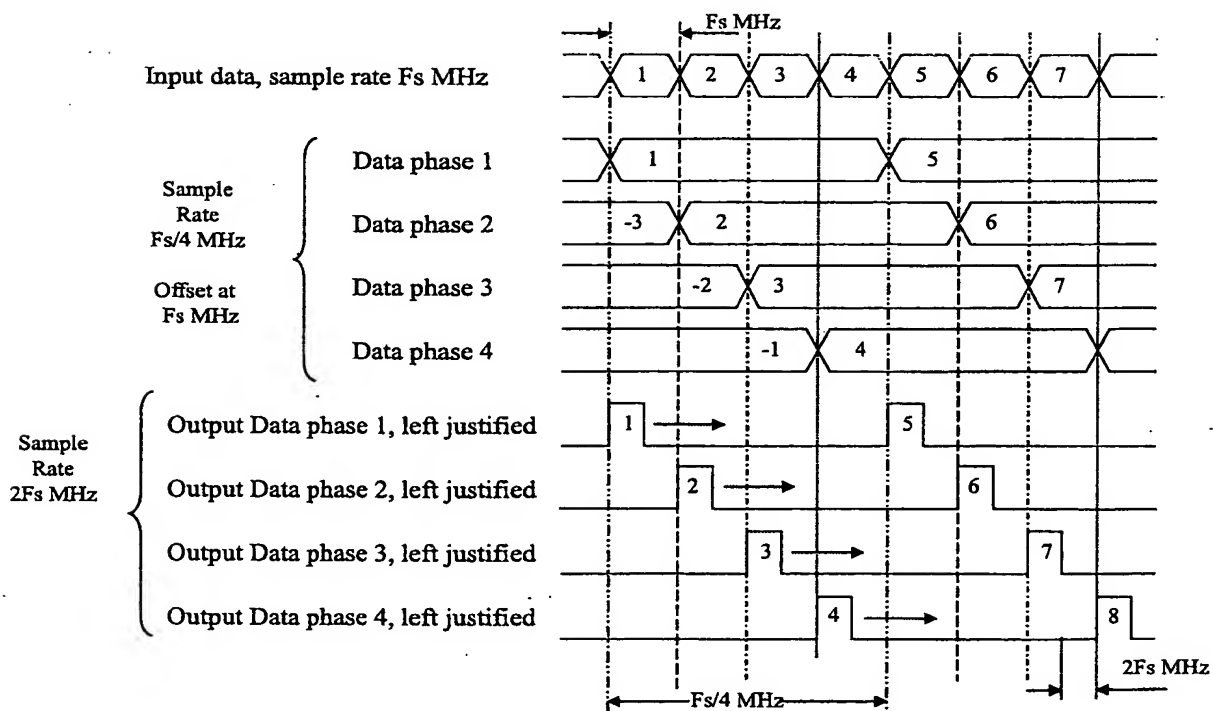 Fs MHz
Input data, sample rate Fs MHz
1 2 3 4 5 6 7
Sample
Rate
Fs/4 MHz
Offset at
Fs MHz
Data phase 1
1 5
Data phase 2
-3 2 6
Data phase 3
-2 3 7
Data phase 4
-1 4
Sample
Rate
2Fs MHz
Output Data phase 1, left justified
1 5
Output Data phase 2, left justified
2 6
Output Data phase 3, left justified
3 7
Output Data phase 4, left justified
4 8
2Fs MHz
Fs/4 MHz